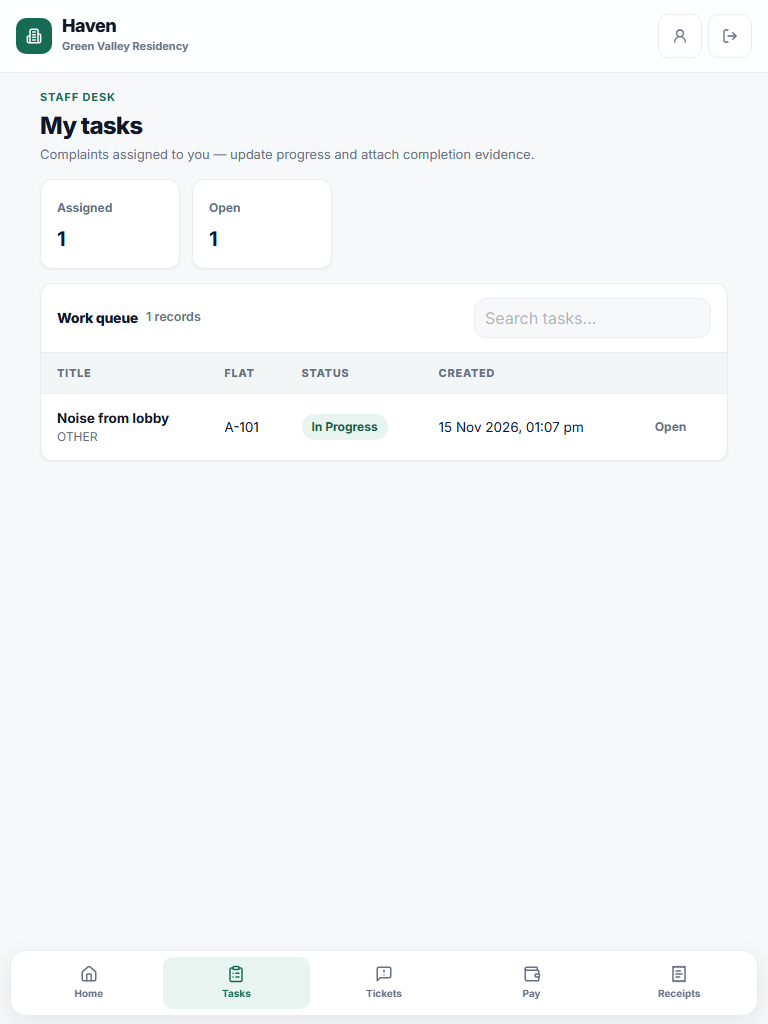 Haven
Green Valley Residency
STAFF DESK
My tasks
Complaints assigned to you — update progress and attach completion evidence.
Assigned
1
Open
1
Work queue 1 records
Search tasks...
TITLE FLAT STATUS CREATED
Noise from lobby
OTHER
A-101
In Progress
15 Nov 2026, 01:07 pm
Open
Home
Tasks
Tickets
Pay
Receipts